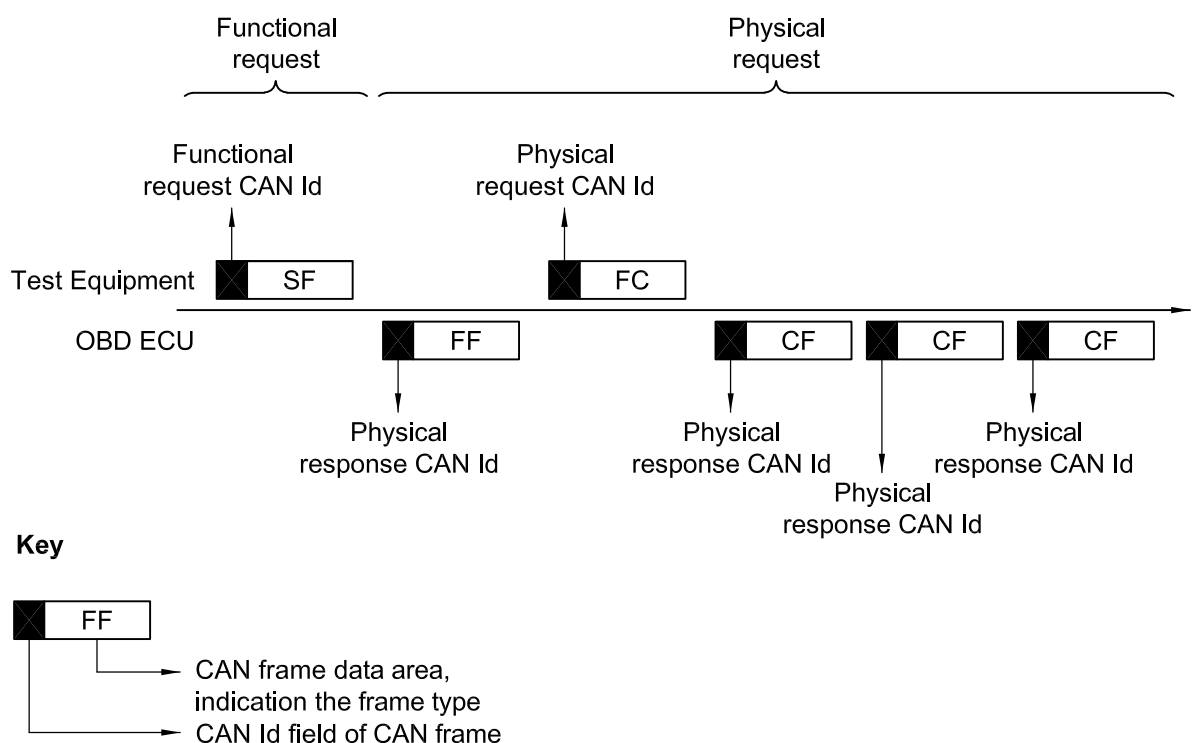 Functional
request
Physical
request
Functional
request CAN Id
Physical
request CAN Id
Test Equipment
SF
FC
OBD ECU
FF
CF
CF
CF
Physical
response CAN Id
Physical
response CAN Id
Physical
response CAN Id
Physical
response CAN Id
Key
FF
CAN frame data area,
indication the frame type
CAN Id field of CAN frame